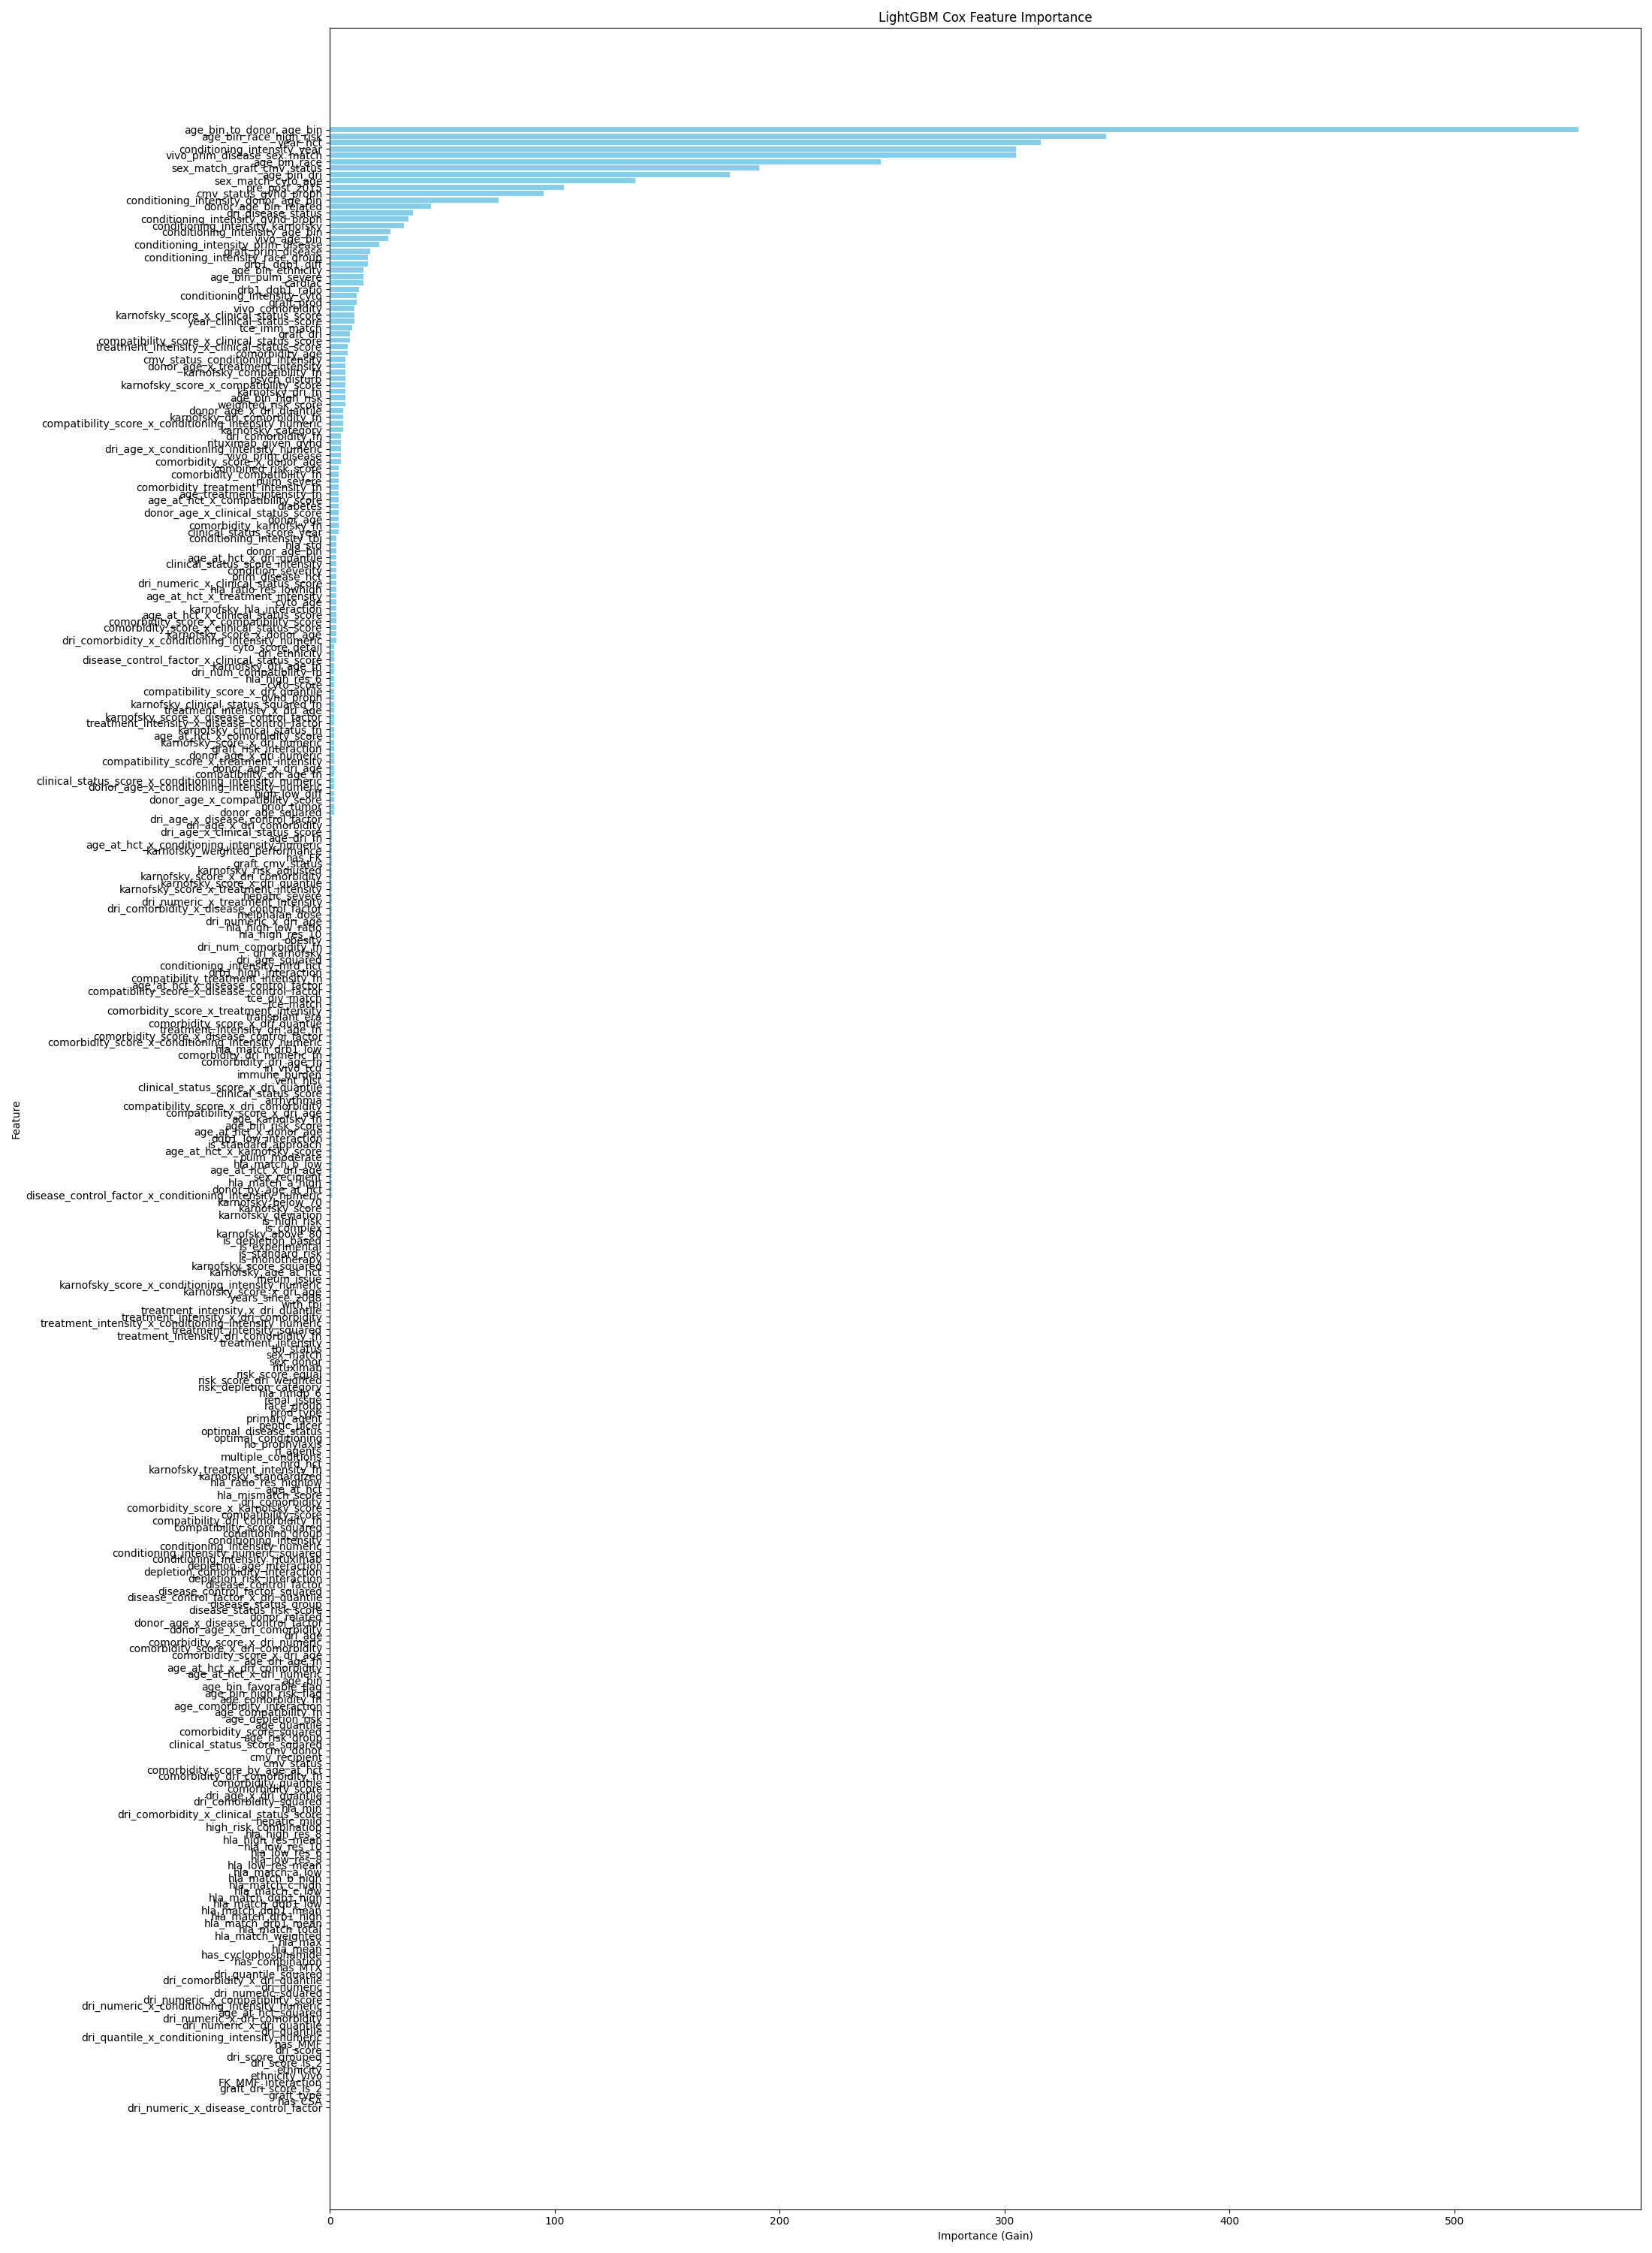 LightGBM Cox Feature Importance
age_bin_to_donor_age_bin
age_bin_race_high_risk
year_hct
conditioning_intensity_year
vivo_prim_disease_sex_match
age_bin_race
sex_match_graft_cmv_status
age_bin_dri
sex_match_cyto_age
pre_post_2015
cmv_status_gvhd_proph
conditioning_intensity_donor_age_bin
donor_age_bin_related
dri_disease_status
conditioning_intensity_gvhd_proph
conditioning_intensity_karnofsky
conditioning_intensity_age_bin
vivo_age_bin
conditioning_intensity_prim_disease
graft_prim_disease
conditioning_intensity_race_group
drb1_dqb1_diff
age_bin_ethnicity
age_bin_pulm_severe
cardiac
drb1_dqb1_ratio
conditioning_intensity_cyto
graft_prod
vivo_comorbidity
karnofsky_score_x_clinical_status_score
year_clinical_status_score
tce_imm_match
graft_dri
compatibility_score_x_clinical_status_score
treatment_intensity_x_clinical_status_score
comorbidity_age
cmv_status_conditioning_intensity
donor_age_x_treatment_intensity
karnofsky_compatibility_fn
psych_disturb
karnofsky_score_x_compatibility_score
karnofsky_dri_fn
age_bin_high_risk
weighted_risk_score
donor_age_x_dri_quantile
karnofsky_dri_comorbidity_fn
compatibility_score_x_conditioning_intensity_numeric
karnofsky_category
dri_comorbidity_fn
rituximab_given_gvhd
dri_age_x_conditioning_intensity_numeric
vivo_prim_disease
comorbidity_score_x_donor_age
combined_risk_score
comorbidity_compatibility_fn
pulm_severe
comorbidity_treatment_intensity_fn
age_treatment_intensity_fn
age_at_hct_x_compatibility_score
diabetes
donor_age_x_clinical_status_score
donor_age
comorbidity_karnofsky_fn
clinical_status_score_year
conditioning_intensity_tbi
hla_std
donor_age_bin
age_at_hct_x_dri_quantile
clinical_status_score_intensity
condition_severity
prim_disease_hct
dri_numeric_x_clinical_status_score
hla_ratio_res_lowhigh
age_at_hct_x_treatment_intensity
cyto_age
karnofsky_hla_interaction
age_at_hct_x_clinical_status_score
comorbidity_score_x_compatibility_score
comorbidity_score_x_clinical_status_score
karnofsky_score_x_donor_age
dri_comorbidity_x_conditioning_intensity_numeric
cyto_score_detail
dri_ethnicity
disease_control_factor_x_clinical_status_score
karnofsky_dri_age_fn
dri_num_compatibility_fn
hla_high_res_6
cyto_score
compatibility_score_x_dri_quantile
gvhd_proph
karnofsky_clinical_status_squared_fn
treatment_intensity_x_dri_age
karnofsky_score_x_disease_control_factor
treatment_intensity_x_disease_control_factor
karnofsky_clinical_status_fn
age_at_hct_x_comorbidity_score
karnofsky_score_x_dri_numeric
graft_risk_interaction
donor_age_x_dri_numeric
compatibility_score_x_treatment_intensity
donor_age_x_dri_age
compatibility_dri_age_fn
clinical_status_score_x_conditioning_intensity_numeric
donor_age_x_conditioning_intensity_numeric
high_low_diff
donor_age_x_compatibility_score
prior_tumor
donor_age_squared
dri_age_x_disease_control_factor
dri_age_x_dri_comorbidity
dri_age_x_clinical_status_score
age_dri_fn
age_at_hct_x_conditioning_intensity_numeric
karnofsky_weighted_performance
has_FK
graft_cmv_status
karnofsky_risk_adjusted
karnofsky_score_x_dri_comorbidity
karnofsky_score_x_dri_quantile
karnofsky_score_x_treatment_intensity
hepatic_severe
dri_numeric_x_treatment_intensity
dri_comorbidity_x_disease_control_factor
melphalan_dose
dri_numeric_x_dri_age
hla_high_low_ratio
hla_high_res_10
obesity
dri_num_comorbidity_fn
dri_karnofsky
dri_age_squared
conditioning_intensity_mrd_hct
drb1_high_interaction
compatibility_treatment_intensity_fn
age_at_hct_x_disease_control_factor
compatibility_score_x_disease_control_factor
tce_div_match
tce_match
comorbidity_score_x_treatment_intensity
transplant_era
comorbidity_score_x_dri_quantile
treatment_intensity_dri_age_fn
comorbidity_score_x_disease_control_factor
comorbidity_score_x_conditioning_intensity_numeric
hla_match_drb1_low
comorbidity_dri_numeric_fn
comorbidity_dri_age_fn
in_vivo_tcd
immune_burden
vent_hist
clinical_status_score_x_dri_quantile
clinical_status_score
arrhythmia
compatibility_score_x_dri_comorbidity
compatibility_score_x_dri_age
age_karnofsky_fn
age_bin_risk_score
age_at_hct_x_donor_age
dqb1_low_interaction
is_standard_approach
age_at_hct_x_karnofsky_score
pulm_moderate
hla_match_b_low
age_at_hct_x_dri_age
sex_recipient
hla_match_a_high
donor_by_age_at_hct
disease_control_factor_x_conditioning_intensity_numeric
karnofsky_below_70
karnofsky_score
karnofsky_deviation
is_high_risk
is_complex
karnofsky_above_80
is_depletion_based
is_experimental
is_standard_risk
is_monotherapy
karnofsky_score_squared
karnofsky_age_at_hct
rheum_issue
karnofsky_score_x_conditioning_intensity_numeric
karnofsky_score_x_dri_age
years_since_2008
with_tbi
treatment_intensity_x_dri_quantile
treatment_intensity_x_dri_comorbidity
treatment_intensity_x_conditioning_intensity_numeric
treatment_intensity_squared
treatment_intensity_dri_comorbidity_fn
treatment_intensity
tbi_status
sex_match
sex_donor
rituximab
risk_score_equal
risk_score_dri_weighted
risk_depletion_category
hla_nmdp_6
renal_issue
race_group
prod_type
primary_agent
peptic_ulcer
optimal_disease_status
optimal_conditioning
no_prophylaxis
n_agents
multiple_conditions
mrd_hct
karnofsky_treatment_intensity_fn
karnofsky_standardized
hla_ratio_res_highlow
age_at_hct
hla_mismatch_score
dri_comorbidity
comorbidity_score_x_karnofsky_score
compatibility_score
compatibility_dri_comorbidity_fn
compatibility_score_squared
conditioning_group
conditioning_intensity
conditioning_intensity_numeric
conditioning_intensity_numeric_squared
conditioning_intensity_rituximab
depletion_age_interaction
depletion_comorbidity_interaction
depletion_risk_interaction
disease_control_factor
disease_control_factor_squared
disease_control_factor_x_dri_quantile
disease_status_group
disease_status_risk_score
donor_related
donor_age_x_disease_control_factor
donor_age_x_dri_comorbidity
dri_age
comorbidity_score_x_dri_numeric
comorbidity_score_x_dri_comorbidity
comorbidity_score_x_dri_age
age_dri_age_fn
age_at_hct_x_dri_comorbidity
age_at_hct_x_dri_numeric
age_bin
age_bin_favorable_flag
age_bin_high_risk_flag
age_comorbidity_fn
age_comorbidity_interaction
age_compatibility_fn
age_depletion_risk
age_quantile
comorbidity_score_squared
age_risk_group
clinical_status_score_squared
cmv_donor
cmv_recipient
cmv_status
comorbidity_score_by_age_at_hct
comorbidity_dri_comorbidity_fn
comorbidity_quantile
comorbidity_score
dri_age_x_dri_quantile
dri_comorbidity_squared
hla_min
dri_comorbidity_x_clinical_status_score
hepatic_mild
high_risk_combination
hla_high_res_8
hla_high_res_mean
hla_low_res_10
hla_low_res_6
hla_low_res_8
hla_low_res_mean
hla_match_a_low
hla_match_b_high
hla_match_c_high
hla_match_c_low
hla_match_dqb1_high
hla_match_dqb1_low
hla_match_dqb1_mean
hla_match_drb1_high
hla_match_drb1_mean
hla_match_total
hla_match_weighted
hla_max
hla_mean
has_cyclophosphamide
has_combination
has_MTX
dri_quantile_squared
dri_comorbidity_x_dri_quantile
dri_numeric
dri_numeric_squared
dri_numeric_x_compatibility_score
dri_numeric_x_conditioning_intensity_numeric
age_at_hct_squared
dri_numeric_x_dri_comorbidity
dri_numeric_x_dri_quantile
dri_quantile
dri_quantile_x_conditioning_intensity_numeric
has_MMF
dri_score
dri_score_grouped
dri_score_is_2
ethnicity
ethnicity_vivo
FK_MMF_interaction
graft_dri_score_is_2
graft_type
has_CSA
dri_numeric_x_disease_control_factor
Feature
0 100 200 300 400 500
Importance (Gain)